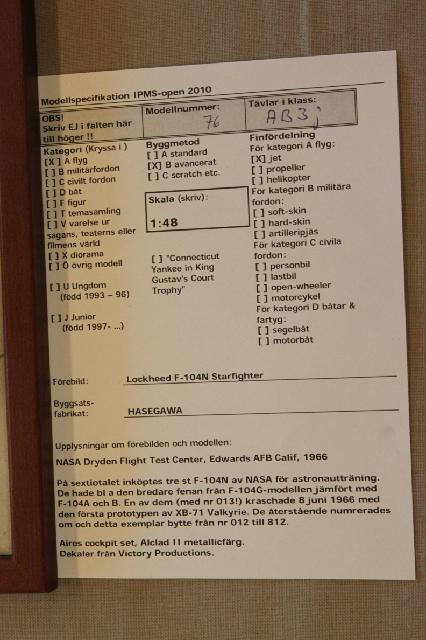 Modellspecifikation IPMS-open 2010
OBS!
Skriv EJ i fälten här
till höger !!
Modellnummer:
76
Tävlar i klass:
AB3j
Kategori (Kryssa i )
[X] A flyg
[ ] B militärfordon
[ ] C civilt fordon
[ ] D båt
[ ] F figur
[ ] T temasamling
[ ] V varelse ur
sagans, teaterns eller
filmens värld
[ ] X diorama
[ ] Ö övrig modell
[ ] U Ungdom
(född 1993 – 96)
[ ] J Junior
(född 1997- ...)
Byggmetod
[ ] A standard
[X] B avancerat
[ ] C scratch etc.
Skala (skriv):
1:48
[ ] "Connecticut
Yankee in King
Gustav's Court
Trophy"
Finfördelning
För kategori A flyg:
[X] jet
[ ] propeller
[ ] helikopter
För kategori B militära
fordon:
[ ] soft-skin
[ ] hard-skin
[ ] artilleripjäs
För kategori C civila
fordon:
[ ] personbil
[ ] lastbil
[ ] open-wheeler
[ ] motorcykel
För kategori D båtar &
fartyg:
[ ] segelbåt
[ ] motorbåt
Förebild: Lockheed F-104N Starfighter
Byggsats-
fabrikat: HASEGAWA
Upplysningar om förebilden och modellen:
NASA Dryden Flight Test Center, Edwards AFB Calif, 1966
På sextiotalet inköptes tre st F-104N av NASA för astronautträning.
De hade bl a den bredare fenan från F-104G-modellen jämfört med
F-104A och B. En av dem (med nr 013!) kraschade 8 juni 1966 med
den första prototypen av XB-71 Valkyrie. De återstående numrerades
om och detta exemplar bytte från nr 012 till 812.
Aires cockpit set, Alclad II metallicfärg.
Dekaler från Victory Productions.